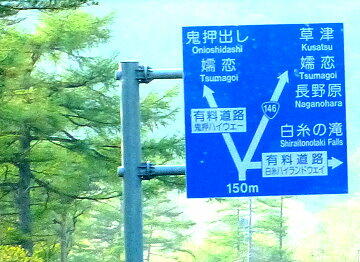 鬼押出し
Onioshidashi
嬬恋
Tsumagoi
草津
Kusatsu
嬬恋
Tsumagoi
長野原
Naganohara
146
有料道路
鬼押ハイウエー
白糸の滝
Shiraitonotaki Falls
有料道路
白糸ハイランドウェイ
150m